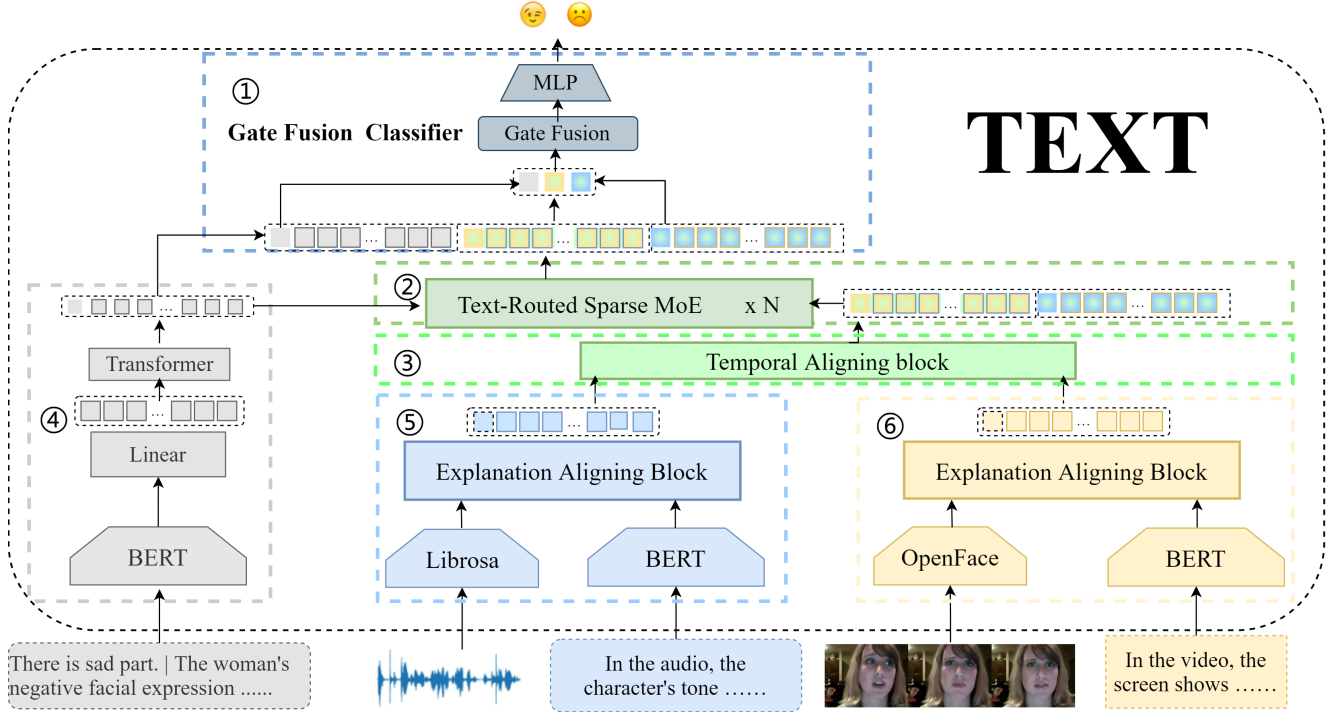 MLP
①
Gate Fusion Classifier
Gate Fusion
TEXT
... ... ... ... ... ...
②
Text-Routed Sparse MoE x N
... ... ... ... ...
③
Temporal Aligning block
Transformer
④
... ... ...
⑤
⑥
Linear
Explanation Aligning Block
Explanation Aligning Block
BERT
Librosa
BERT
OpenFace
BERT
There is sad part. | The woman's
negative facial expression ......
In the audio, the
character's tone ……
In the video, the
screen shows ……